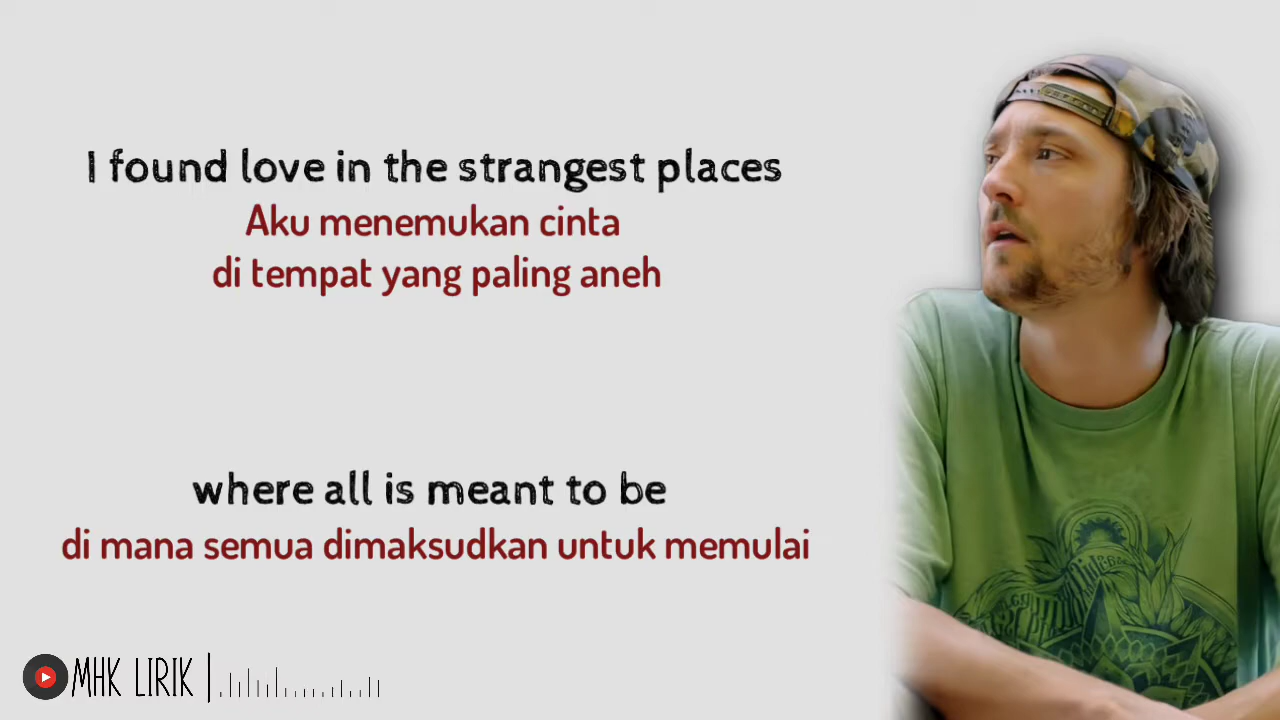 I found love in the strangest places
Aku menemukan cinta
di tempat yang paling aneh
where all is meant to be
di mana semua dimaksudkan untuk memulai
MHK LIRIK